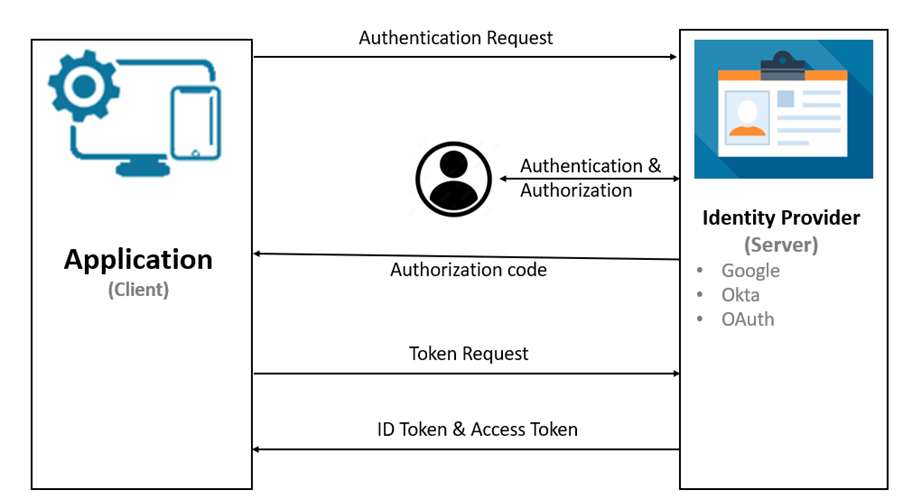 Authentication Request
Authentication &
Authorization
Identity Provider
(Server)
• Google
• Okta
• OAuth
Application
(Client)
Authorization code
Token Request
ID Token & Access Token